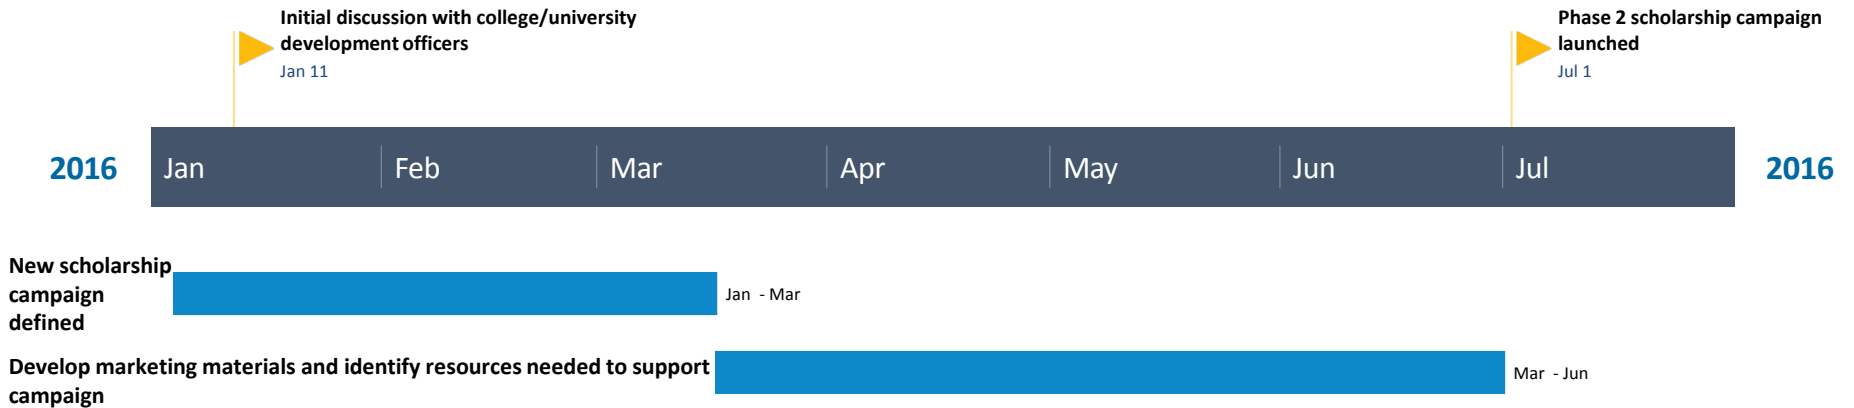 Initial discussion with college/university
development officers
Jan 11
Phase 2 scholarship campaign
launched
Jul 1
2016 Jan Feb Mar Apr May Jun Jul 2016
New scholarship
campaign
defined
Jan - Mar
Develop marketing materials and identify resources needed to support
campaign
Mar - Jun